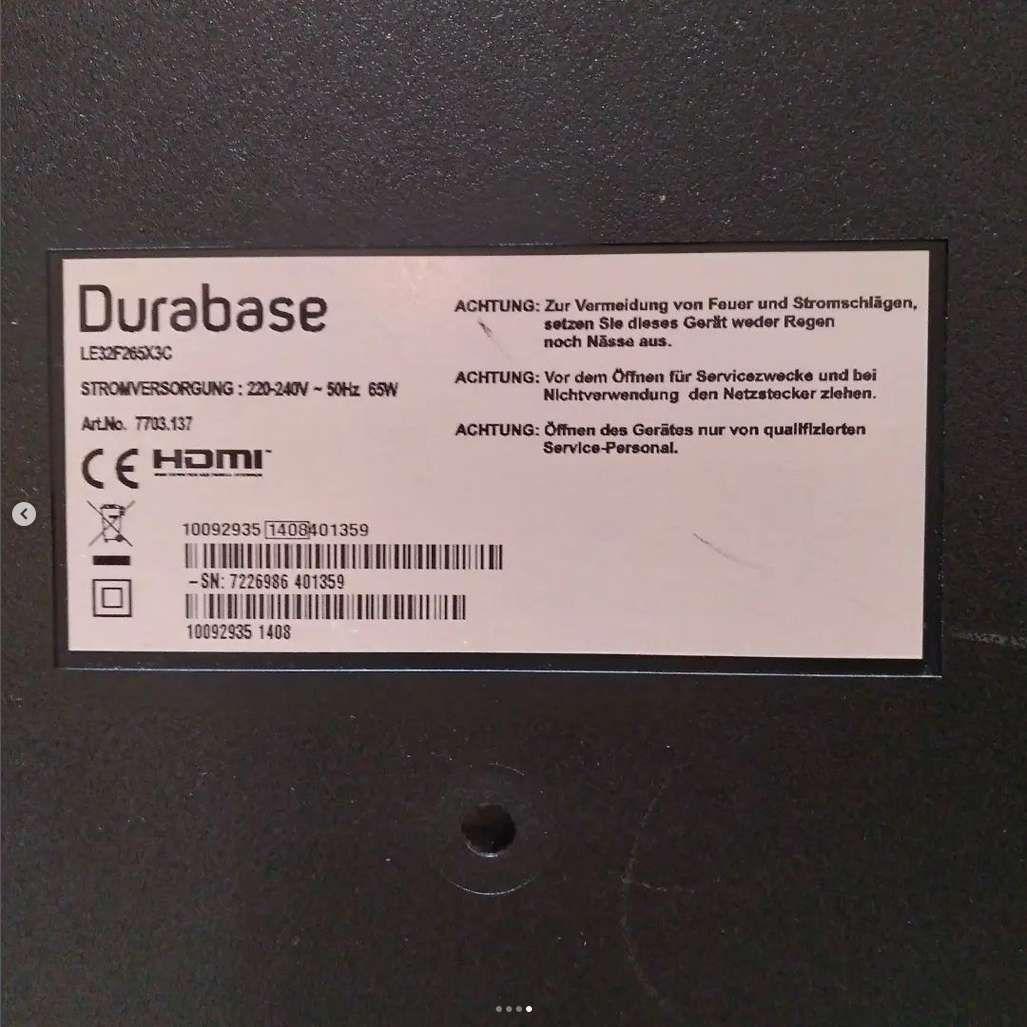 Durabase
LE32F265X3C
STROMVERSORGUNG : 220-240V ~ 50Hz 65W
Art.No. 7703.137
CE HDMI™
ACHTUNG: Zur Vermeidung von Feuer und Stromschlägen,
setzen Sie dieses Gerät weder Regen
noch Nässe aus.
ACHTUNG: Vor dem Öffnen für Servicezwecke und bei
Nichtverwendung den Netzstecker ziehen.
ACHTUNG: Öffnen des Gerätes nur von qualifizierten
Service-Personal.
10092935 1408401359
-SN: 7226986 401359
10092935 1408